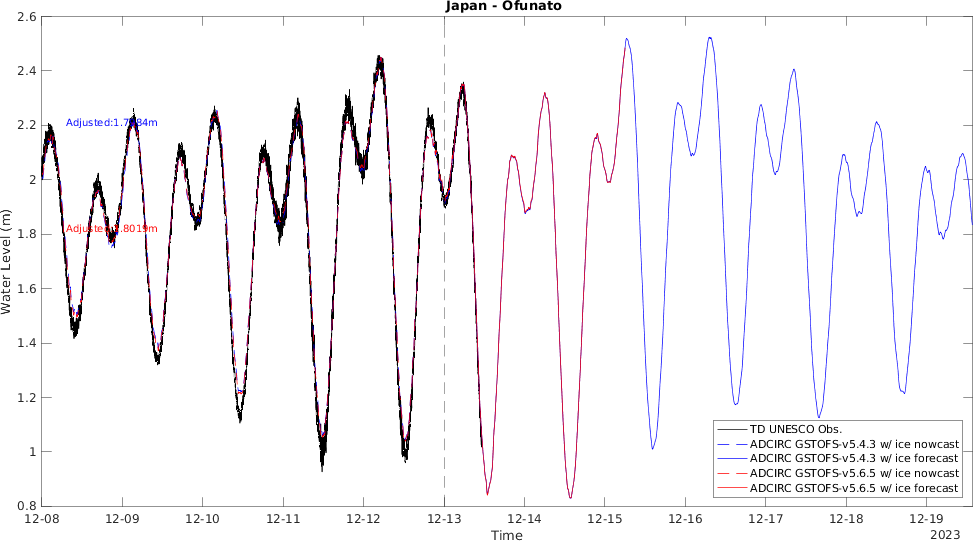 Japan - Ofunato
2.6
2.4
2.2
2
1.8
1.6
1.4
1.2
1
0.8
Water Level (m)
12-08
12-09
12-10
12-11
12-12
12-13
12-14
12-15
12-16
12-17
12-18
12-19
2023
Time
TD UNESCO Obs.
ADCIRC GSTOFS-v5.4.3 w/ ice nowcast
ADCIRC GSTOFS-v5.4.3 w/ ice forecast
ADCIRC GSTOFS-v5.6.5 w/ ice nowcast
ADCIRC GSTOFS-v5.6.5 w/ ice forecast